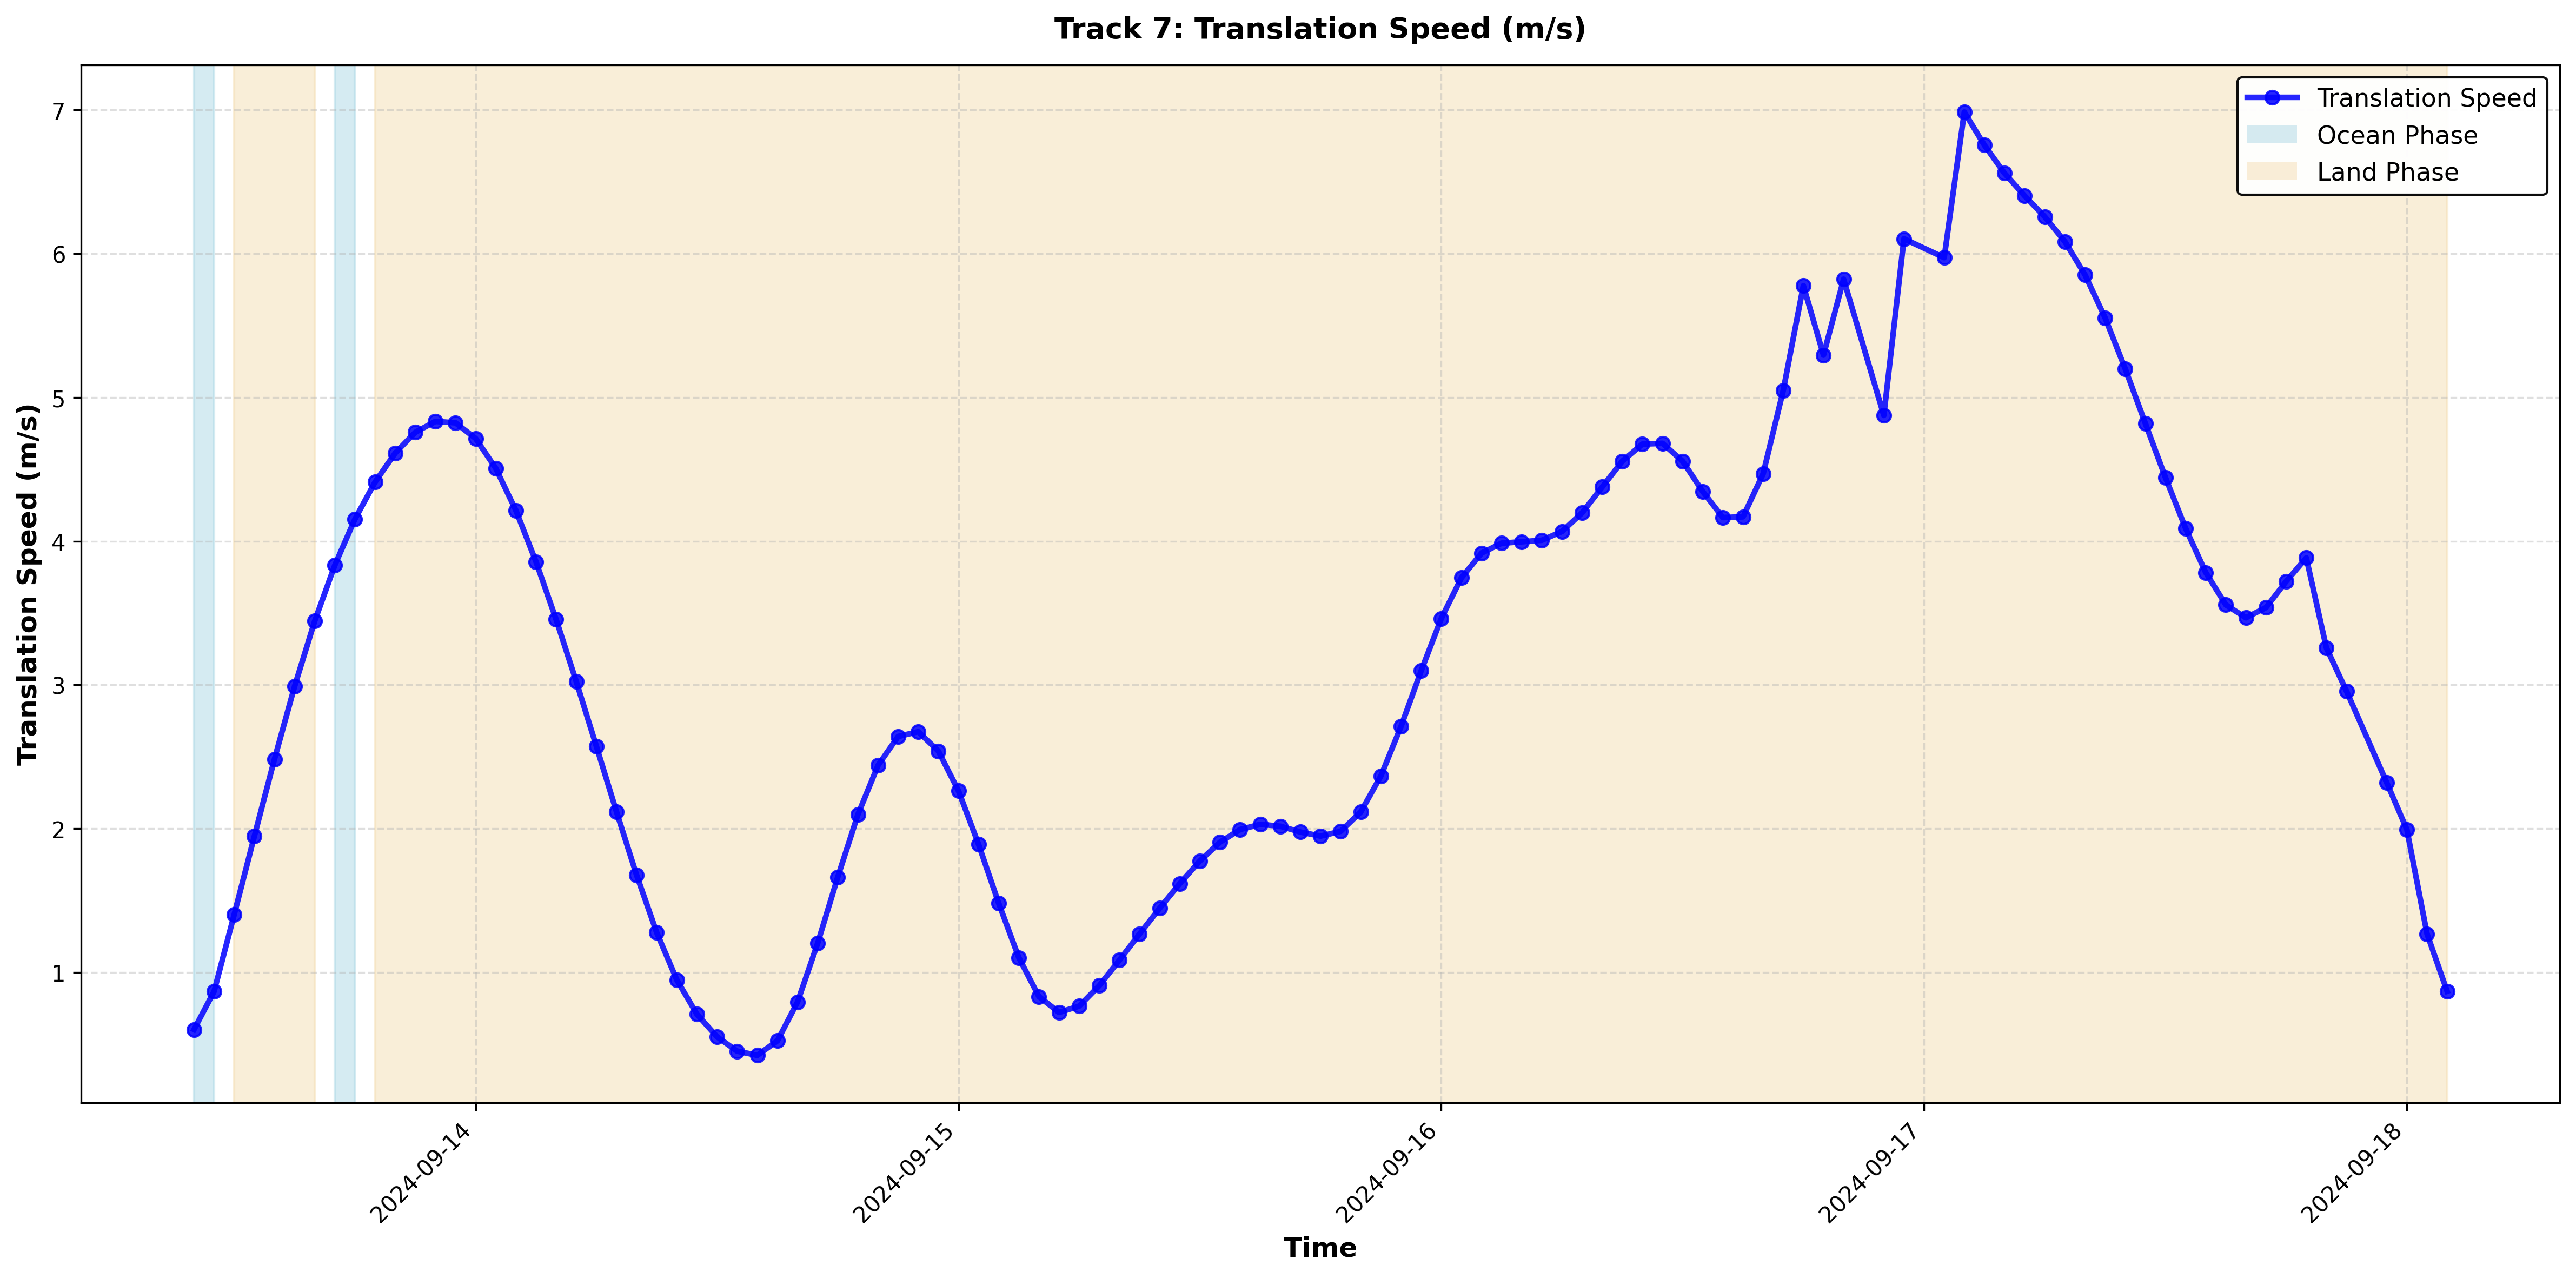 Track 7: Translation Speed (m/s)
Translation Speed
Ocean Phase
Land Phase
Translation Speed (m/s)
7
6
5
4
3
2
1
2024-09-14
2024-09-15
2024-09-16
2024-09-17
2024-09-18
Time